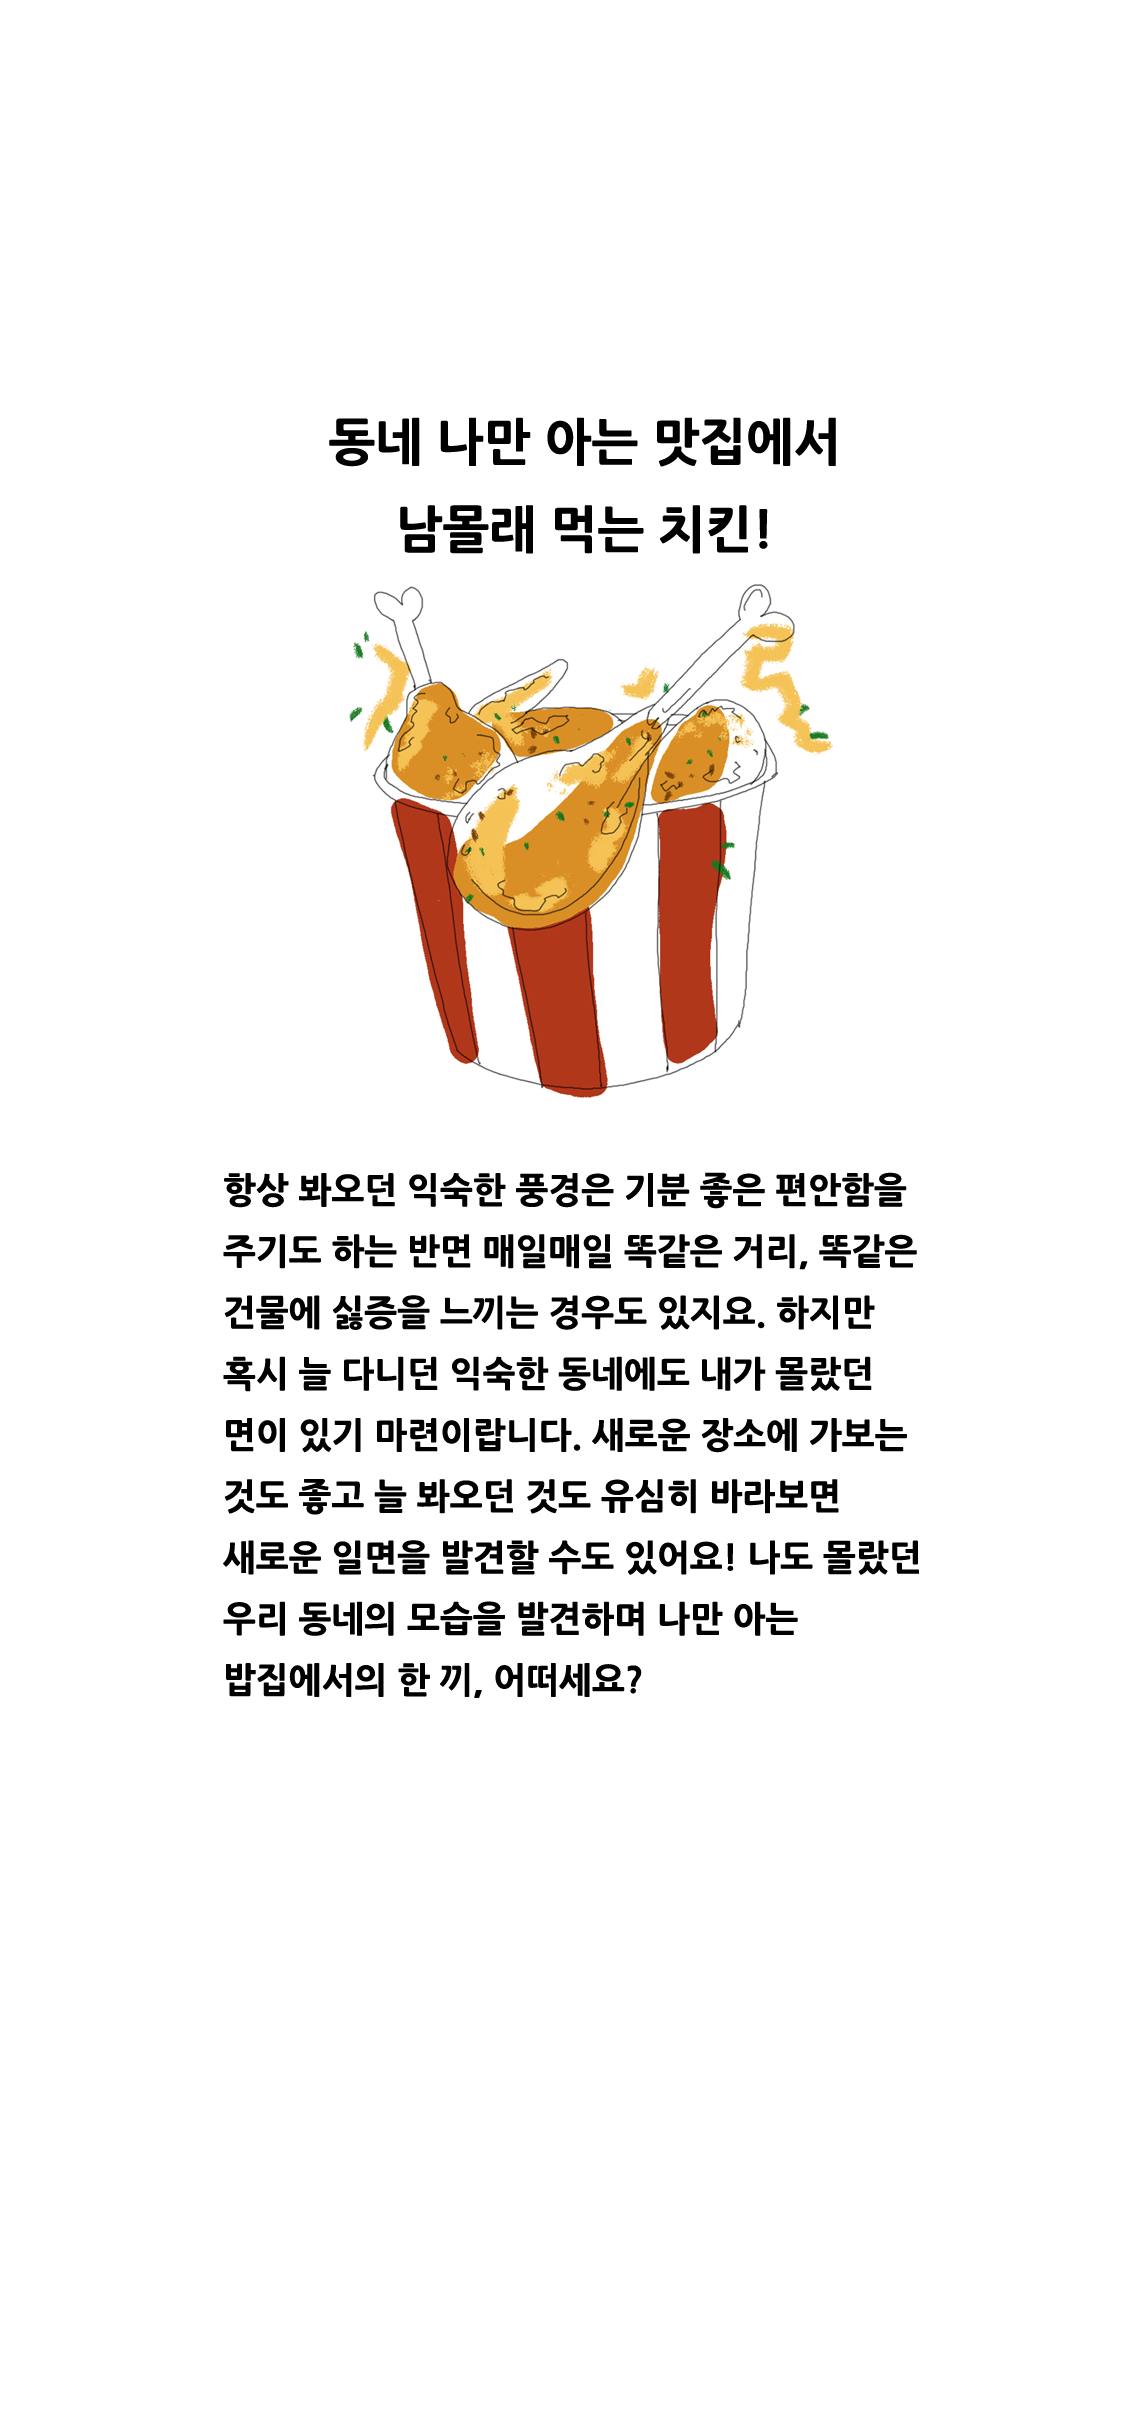 동네 나만 아는 맛집에서
남몰래 먹는 치킨!
항상 봐오던 익숙한 풍경은 기분 좋은 편안함을
주기도 하는 반면 매일매일 똑같은 거리, 똑같은
건물에 싫증을 느끼는 경우도 있지요. 하지만
혹시 늘 다니던 익숙한 동네에도 내가 몰랐던
면이 있기 마련이랍니다. 새로운 장소에 가보는
것도 좋고 늘 봐오던 것도 유심히 바라보면
새로운 일면을 발견할 수도 있어요! 나도 몰랐던
우리 동네의 모습을 발견하며 나만 아는
밥집에서의 한 끼, 어떠세요?